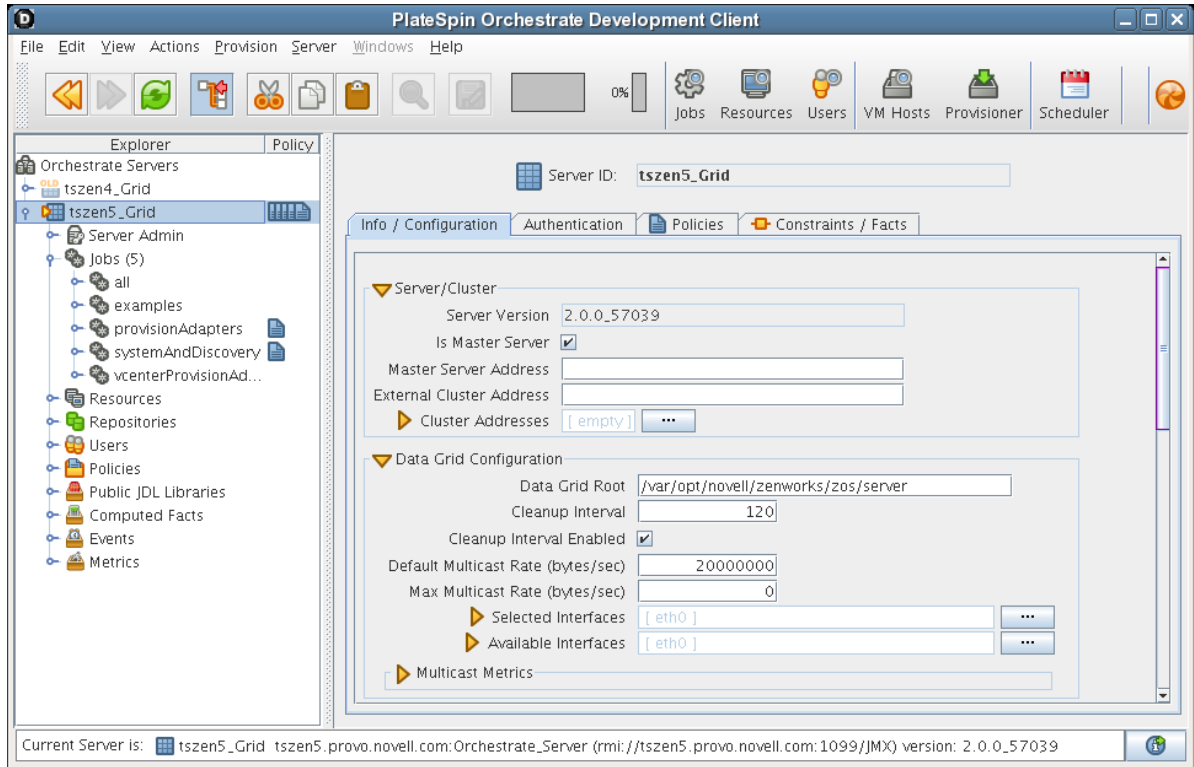 PlateSpin Orchestrate Development Client
File Edit View Actions Provision Server Windows Help
0%
Jobs Resources Users VM Hosts Provisioner Scheduler
Explorer Policy
Orchestrate Servers
OLD tszen4_Grid
tszen5_Grid
Server Admin
Jobs (5)
all
examples
provisionAdapters
systemAndDiscovery
vcenterProvisionAd...
Resources
Repositories
Users
Policies
Public JDL Libraries
Computed Facts
Events
Metrics
Server ID: tszen5_Grid
Info / Configuration Authentication Policies Constraints / Facts
Server/Cluster
Server Version 2.0.0_57039
Is Master Server
Master Server Address
External Cluster Address
Cluster Addresses [ empty ] ...
Data Grid Configuration
Data Grid Root /var/opt/novell/zenworks/zos/server
Cleanup Interval 120
Cleanup Interval Enabled
Default Multicast Rate (bytes/sec) 20000000
Max Multicast Rate (bytes/sec) 0
Selected Interfaces [ eth0 ] ...
Available Interfaces [ eth0 ] ...
Multicast Metrics
Current Server is: tszen5_Grid tszen5.provo.novell.com:Orchestrate_Server (rmi://tszen5.provo.novell.com:1099/JMX) version: 2.0.0_57039